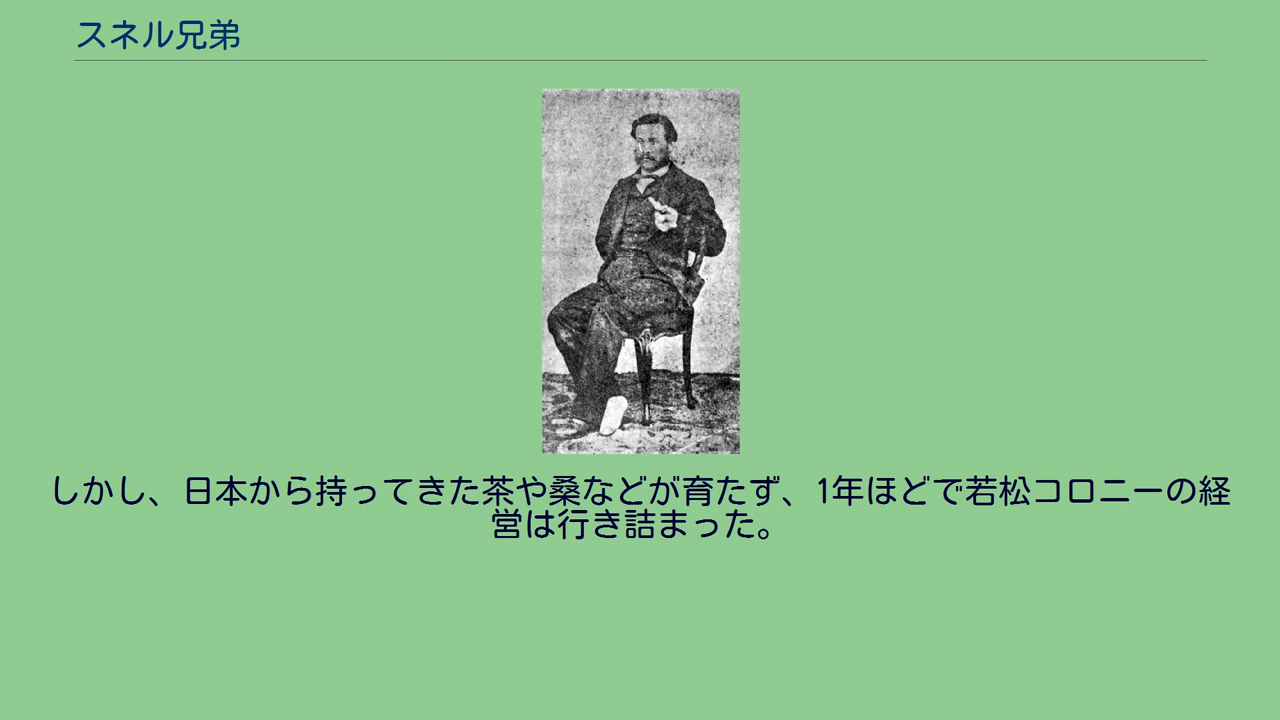 スネル兄弟
しかし、日本から持ってきた茶や桑などが育たず、1年ほどで若松コロニーの経
営は行き詰まった。